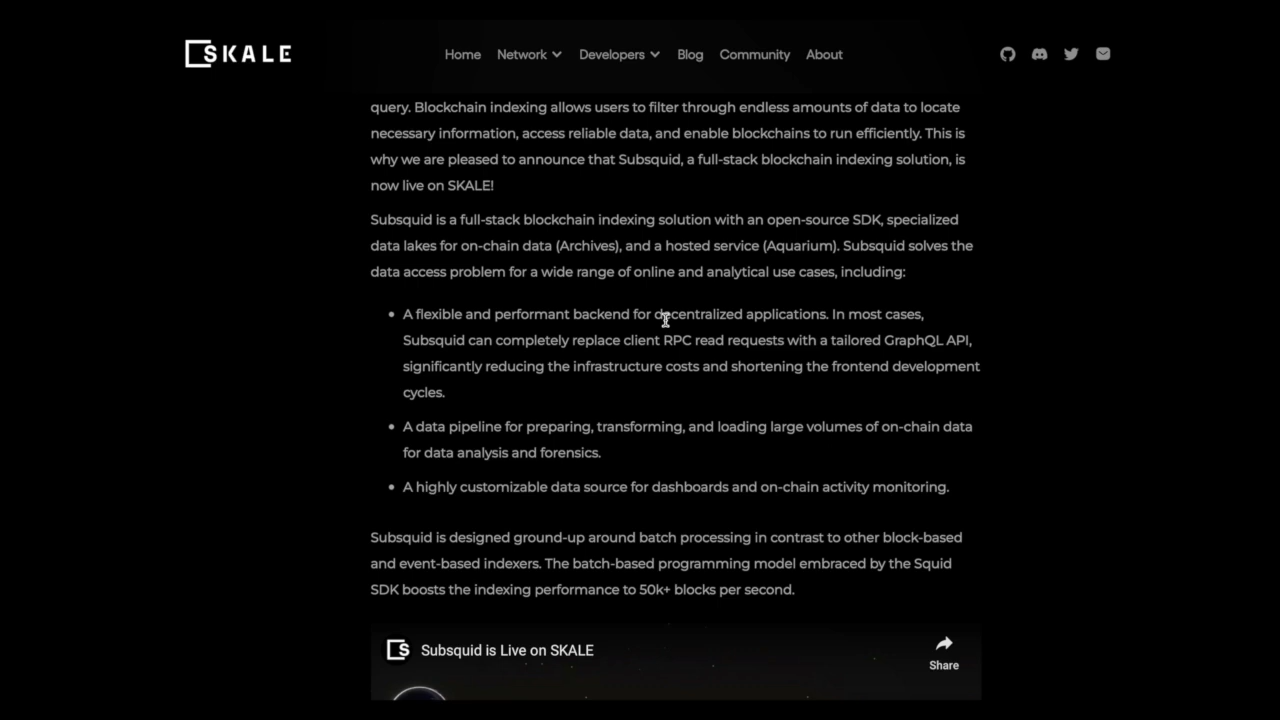 SKALE
Home Network Developers Blog Community About
query. Blockchain indexing allows users to filter through endless amounts of data to locate
necessary information, access reliable data, and enable blockchains to run efficiently. This is
why we are pleased to announce that Subsquid, a full-stack blockchain indexing solution, is
now live on SKALE!
Subsquid is a full-stack blockchain indexing solution with an open-source SDK, specialized
data lakes for on-chain data (Archives), and a hosted service (Aquarium). Subsquid solves the
data access problem for a wide range of online and analytical use cases, including:
• A flexible and performant backend for decentralized applications. In most cases,
Subsquid can completely replace client RPC read requests with a tailored GraphQL API,
significantly reducing the infrastructure costs and shortening the frontend development
cycles.
• A data pipeline for preparing, transforming, and loading large volumes of on-chain data
for data analysis and forensics.
• A highly customizable data source for dashboards and on-chain activity monitoring.
Subsquid is designed ground-up around batch processing in contrast to other block-based
and event-based indexers. The batch-based programming model embraced by the Squid
SDK boosts the indexing performance to 50k+ blocks per second.
S Subsquid is Live on SKALE
Share